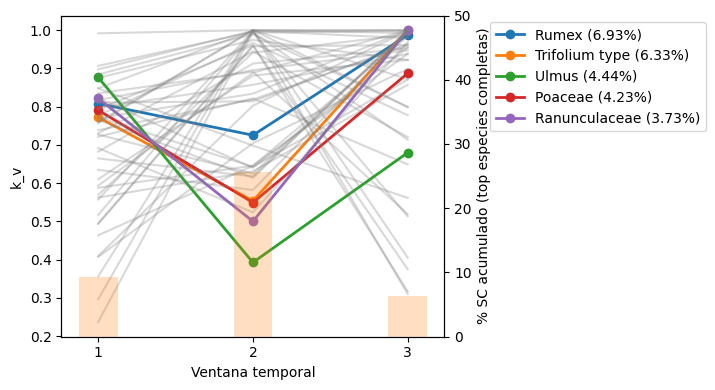 1.0
0.9
0.8
0.7
0.6
0.5
0.4
0.3
0.2
k_v
1
2
3
Ventana temporal
50
40
30
20
10
0
% SC acumulado (top especies completas)
Rumex (6.93%)
Trifolium type (6.33%)
Ulmus (4.44%)
Poaceae (4.23%)
Ranunculaceae (3.73%)